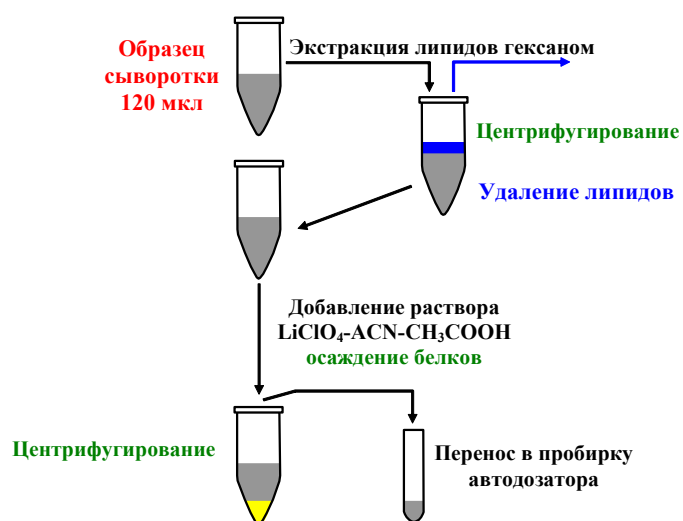 Образец
сыворотки
120 мкл
Экстракция липидов гексаном
Центрифугирование
Удаление липидов
Добавление раствора
LiClO₄-ACN-CH₃COOH
осаждение белков
Центрифугирование
Перенос в пробирку
автодозатора